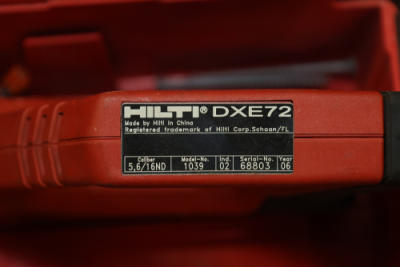 HILTI® DXE72
Made by Hilti in China
Registered trademark of Hilti Corp.Schaan/FL
Caliber Model-No. Ind. Serial-No. Year
5,6/16ND 1039 02 68803 06